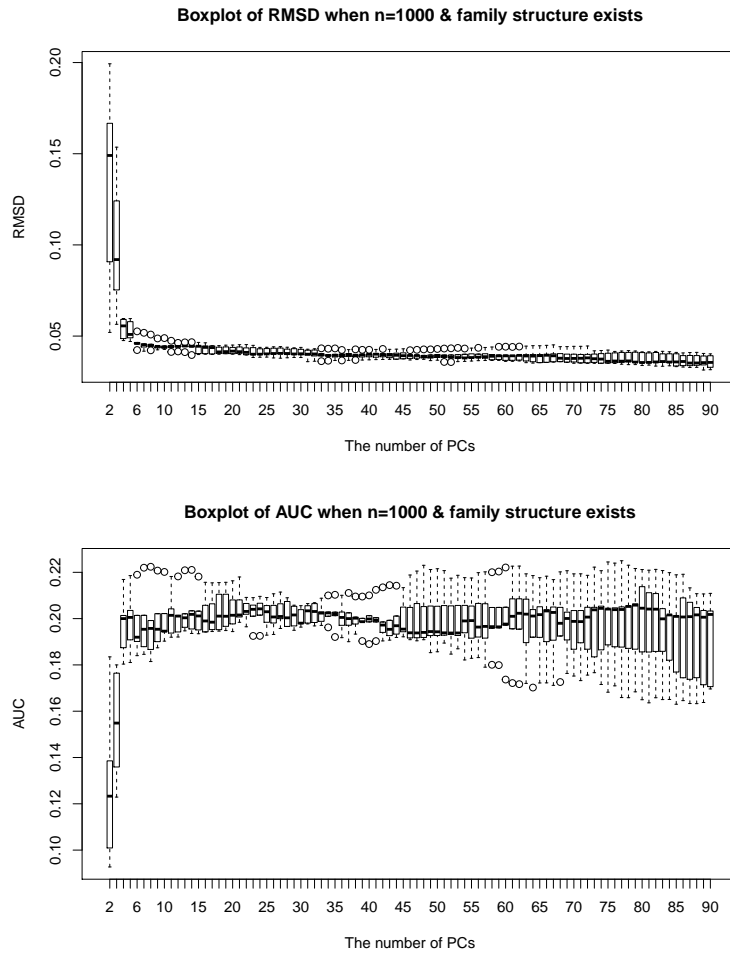 Boxplot of RMSD when n=1000 & family structure exists
0.20
0.15
0.10
0.05
RMSD
2 6 10 15 20 25 30 35 40 45 50 55 60 65 70 75 80 85 90
The number of PCs
Boxplot of AUC when n=1000 & family structure exists
0.22
0.20
0.18
0.16
0.14
0.12
0.10
AUC
2 6 10 15 20 25 30 35 40 45 50 55 60 65 70 75 80 85 90
The number of PCs